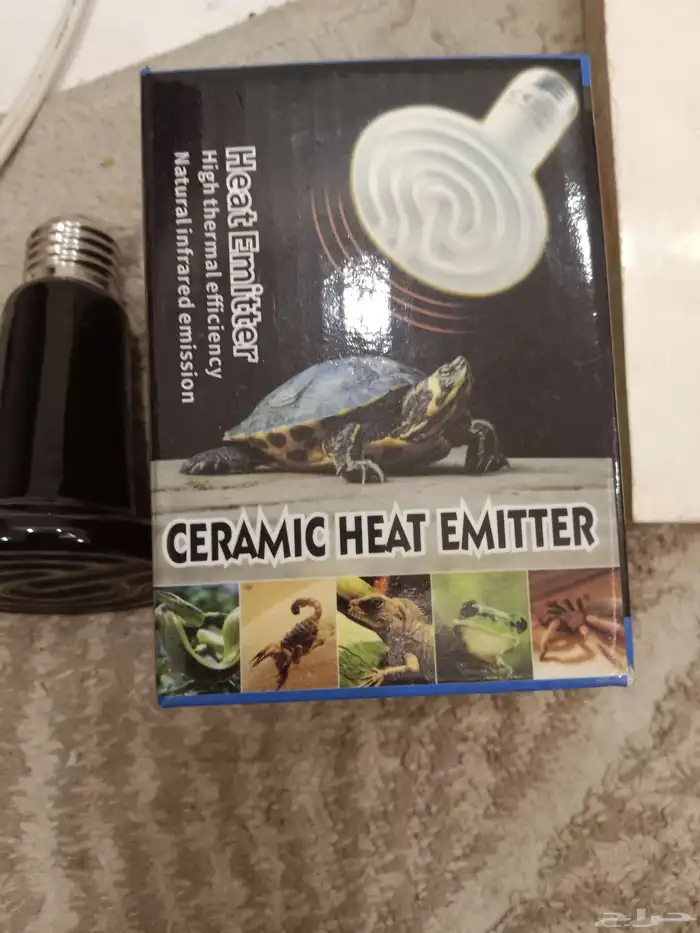 Heat Emitter
High thermal efficiency
Natural infrared emission
CERAMIC HEAT EMITTER
حراج